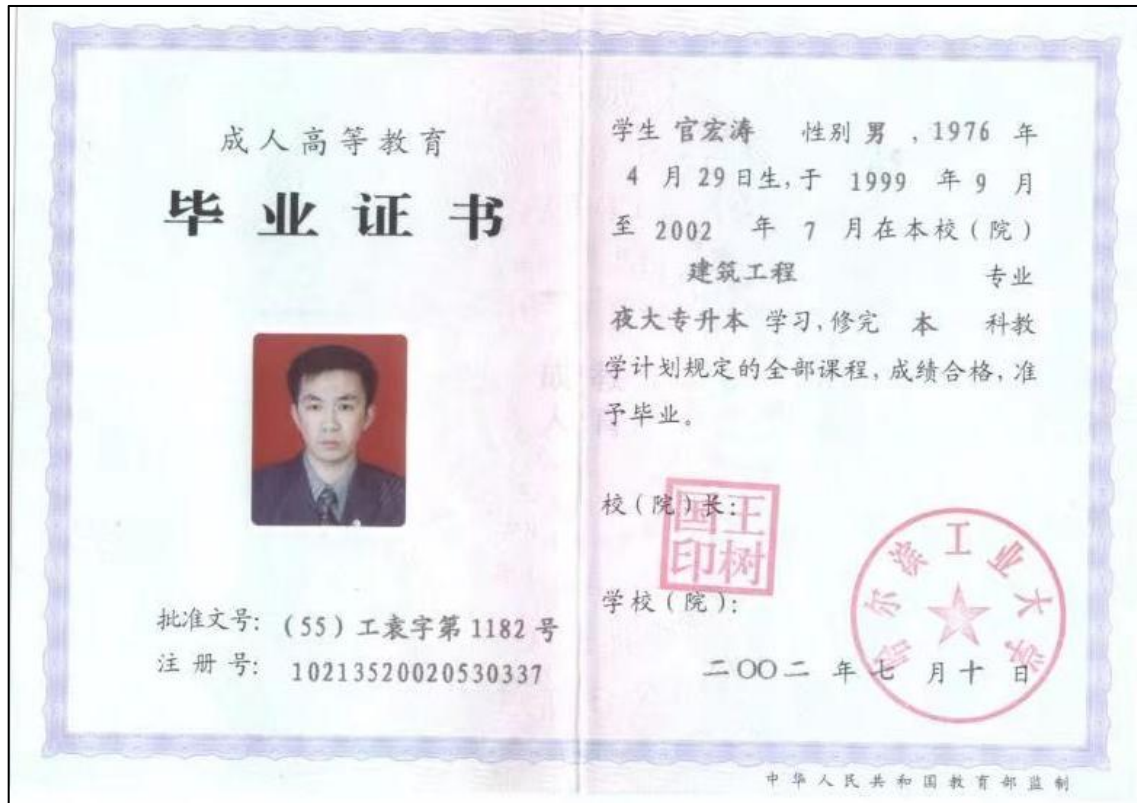 成人高等教育
毕业证书
批准文号: (55)工袁字第1182号
注册号: 10213520020530337
学生 官宏涛 性别 男 , 1976 年
4 月 29 日生, 于 1999 年 9 月
至 2002 年 7 月在本校(院)
建筑工程 专业
夜大专升本 学习, 修完 本 科教
学计划规定的全部课程, 成绩合格, 准
予毕业。
校(院)长:
王树国印
学校(院):
哈尔滨工业大学
二〇〇二 年 七 月 十 日
中华人民共和国教育部监制